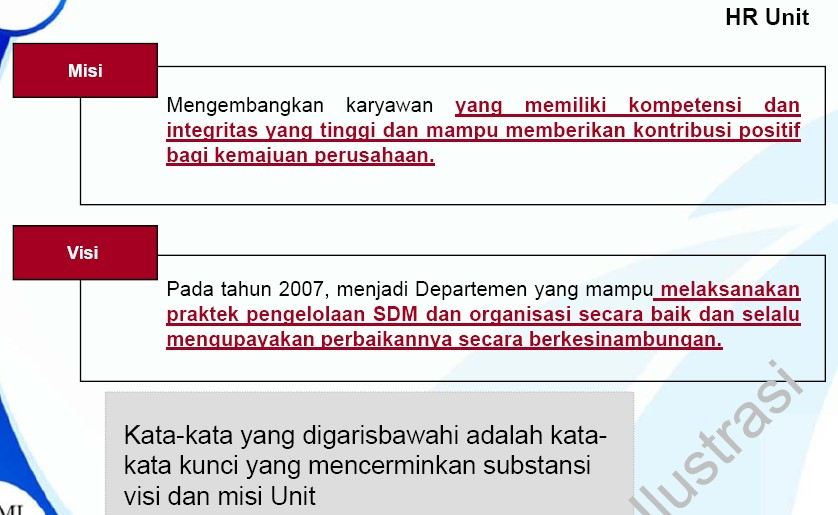 HR Unit
Misi
Mengembangkan karyawan yang memiliki kompetensi dan
integritas yang tinggi dan mampu memberikan kontribusi positif
bagi kemajuan perusahaan.
Visi
Pada tahun 2007, menjadi Departemen yang mampu melaksanakan
praktek pengelolaan SDM dan organisasi secara baik dan selalu
mengupayakan perbaikannya secara berkesinambungan.
Kata-kata yang digarisbawahi adalah kata-
kata kunci yang mencerminkan substansi
visi dan misi Unit
Illustrasi